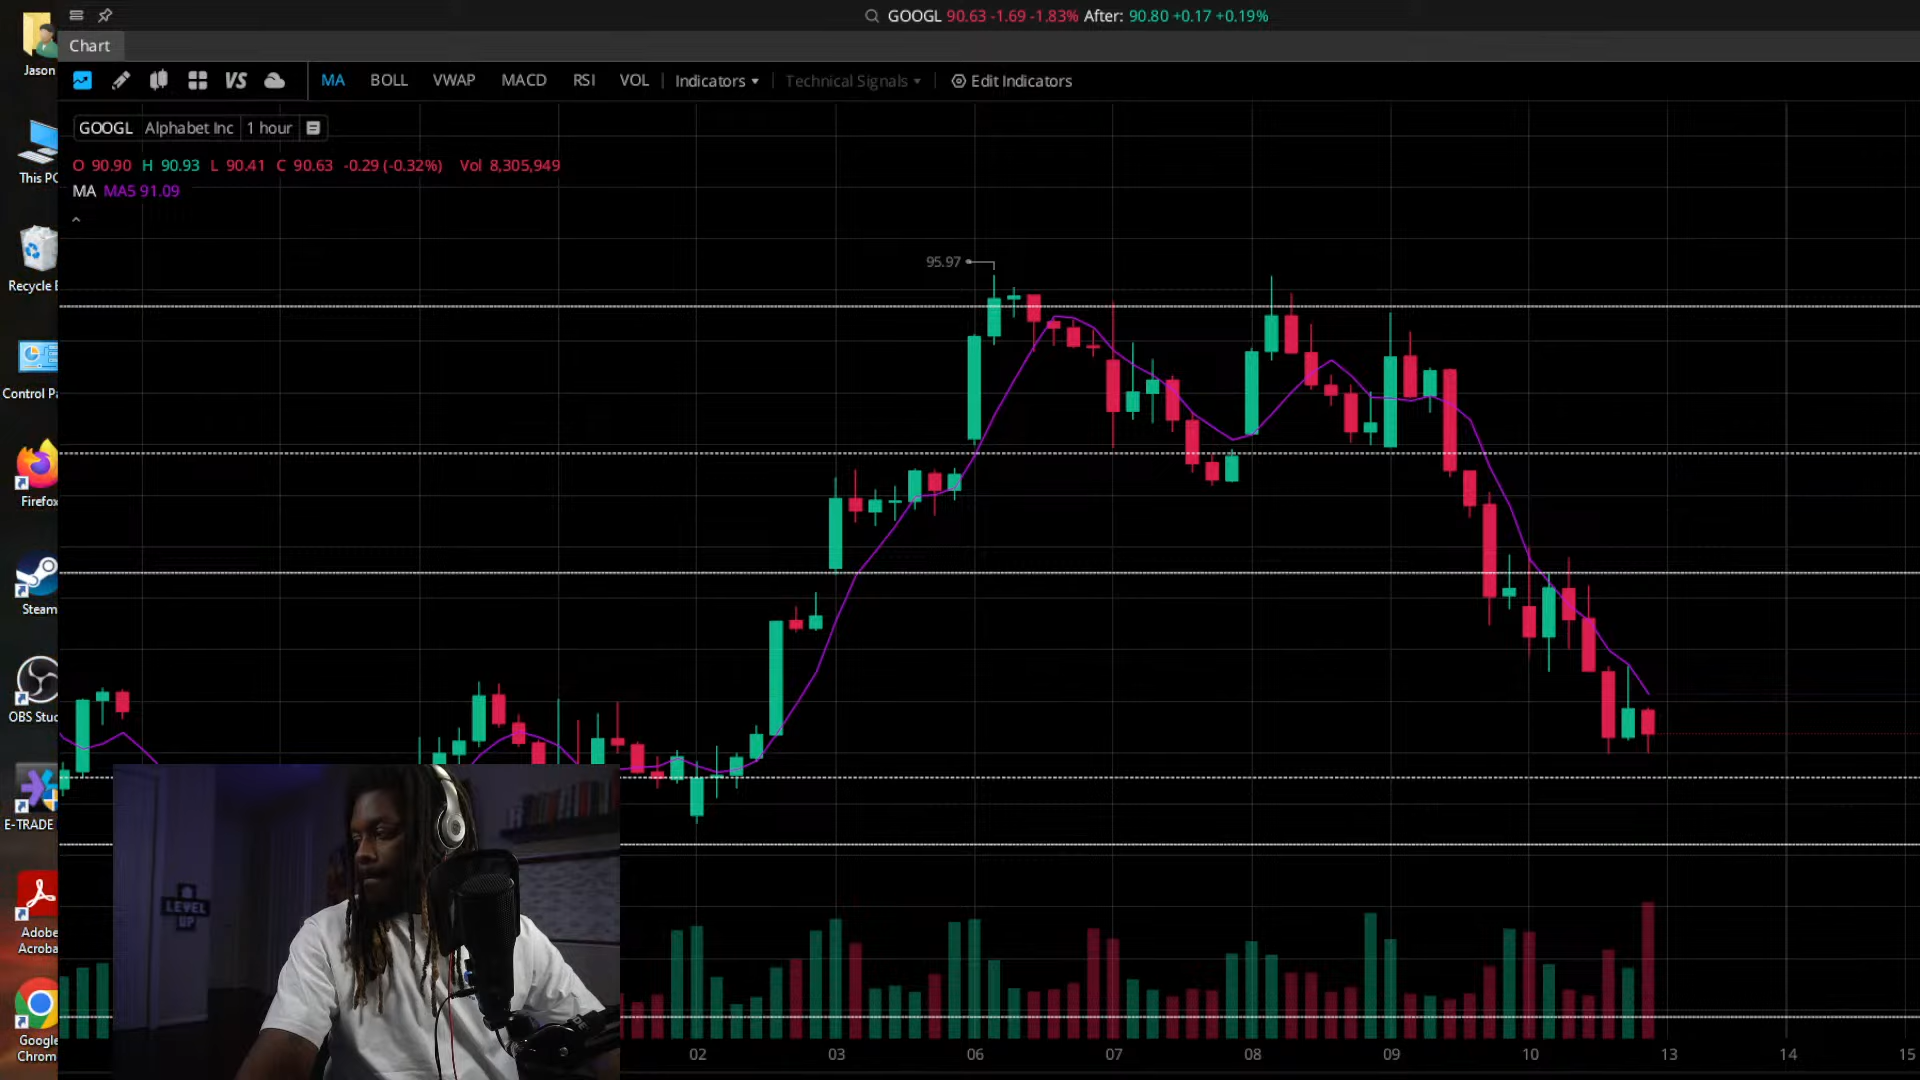 GOOGL 90.63 -1.69 -1.83% After: 90.80 +0.17 +0.19%
Chart
MA BOLL VWAP MACD RSI VOL Indicators Technical Signals Edit Indicators
GOOGL Alphabet Inc 1 hour
O 90.90 H 90.93 L 90.41 C 90.63 -0.29 (-0.32%) Vol 8,305,949
MA MA5 91.09
95.97
Jason
This PC
Recycle B
Control Pa
Firefox
Steam
OBS Stud
E-TRADE
Adobe
Acroba
Google
Chrom
VS
LEVEL
UP
02 03 06 07 08 09 10 13 14 15